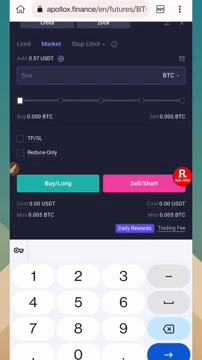 apollox.finance/en/futures/BT
Cross 200x
Limit Market Stop Limit
Avbl 0.57 USDT
Size BTC
Buy 0.000 BTC Sell 0.000 BTC
TP/SL
Reduce-Only
R
Buy/Long Sell/Short
Cost 0.00 USDT Cost 0.00 USDT
Max 0.005 BTC Max 0.005 BTC
Daily Rewards Trading Fee
1 2 3 −
4 5 6
7 8 9
, 0 .